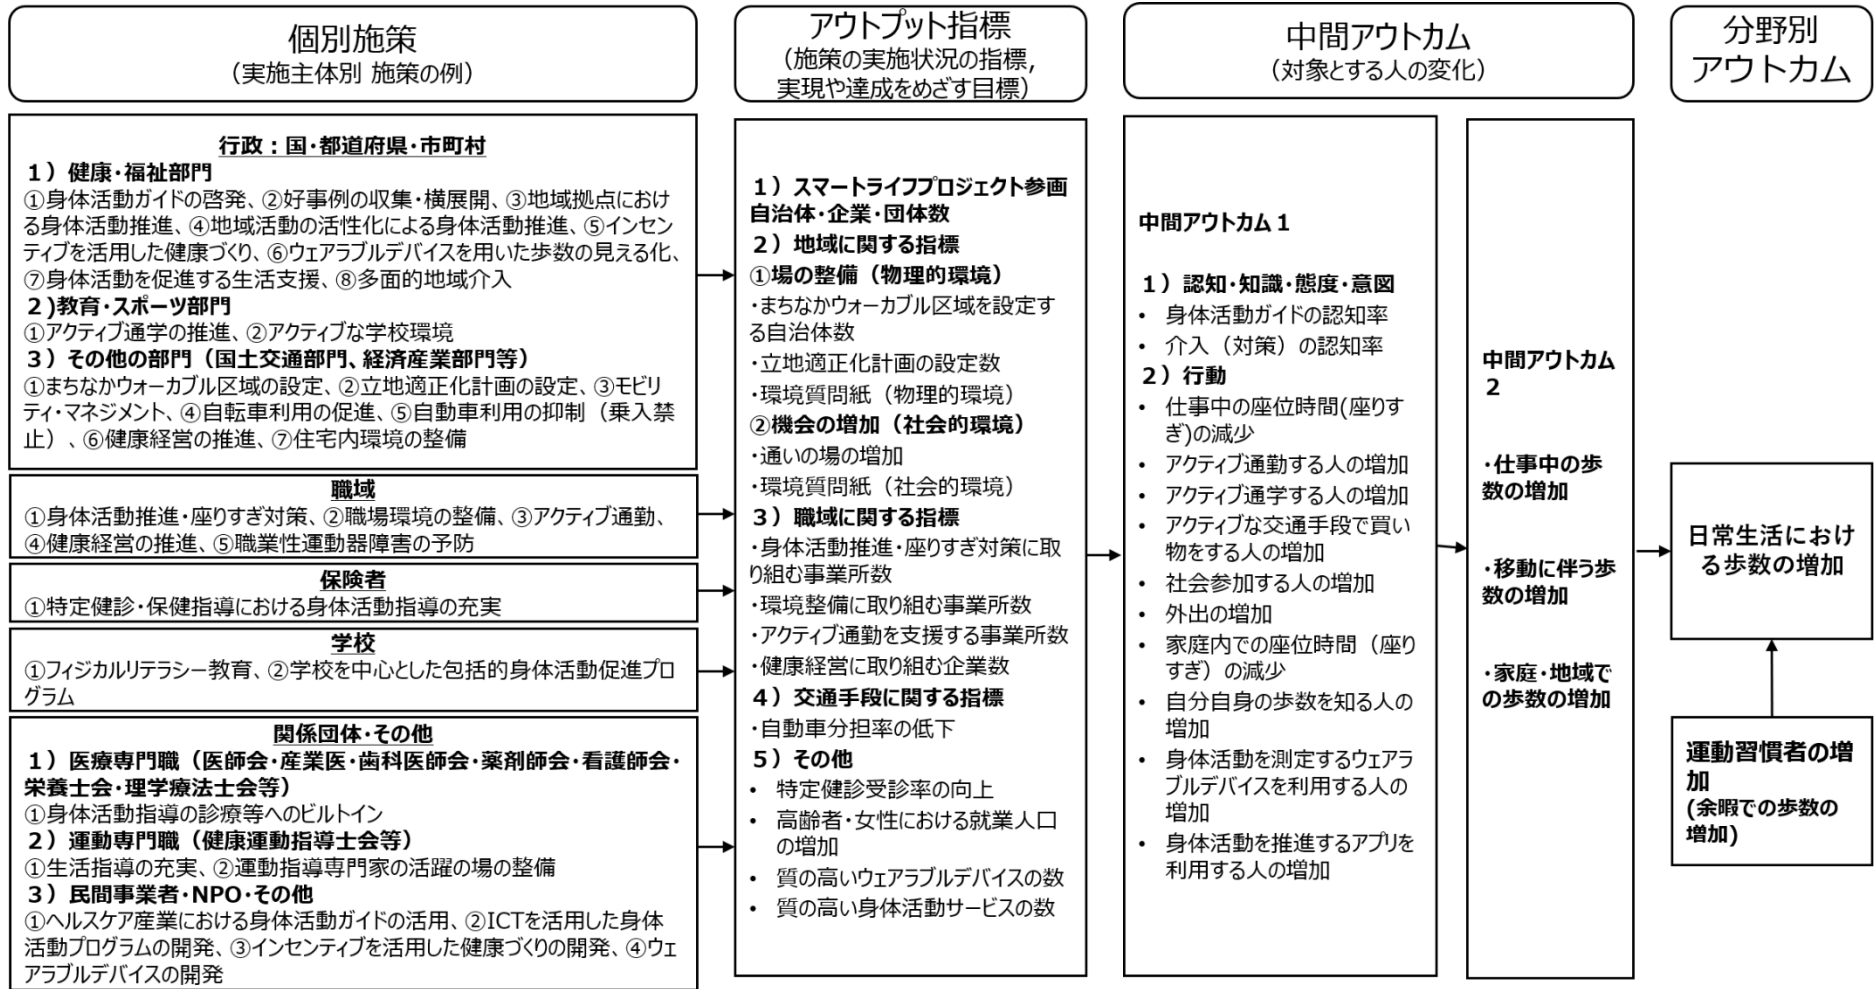 個別施策
(実施主体別 施策の例)
アウトプット指標
(施策の実施状況の指標,
実現や達成をめざす目標)
中間アウトカム
(対象とする人の変化)
分野別
アウトカム
行政：国・都道府県・市町村
１）健康・福祉部門
①身体活動ガイドの啓発、②好事例の収集・横展開、③地域拠点におけ
る身体活動推進、④地域活動の活性化による身体活動推進、⑤インセン
ティブを活用した健康づくり、⑥ウェアラブルデバイスを用いた歩数の見える化、
⑦身体活動を促進する生活支援、⑧多面的地域介入
２)教育・スポーツ部門
①アクティブ通学の推進、②アクティブな学校環境
３）その他の部門（国土交通部門、経済産業部門等）
①まちなかウォーカブル区域の設定、②立地適正化計画の設定、③モビリ
ティ・マネジメント、④自転車利用の促進、⑤自動車利用の抑制（乗入禁
止）、⑥健康経営の推進、⑦住宅内環境の整備
職域
①身体活動推進・座りすぎ対策、②職場環境の整備、③アクティブ通勤、
④健康経営の推進、⑤職業性運動器障害の予防
保険者
①特定健診・保健指導における身体活動指導の充実
学校
①フィジカルリテラシー教育、②学校を中心とした包括的身体活動促進プロ
グラム
関係団体・その他
１）医療専門職（医師会・産業医・歯科医師会・薬剤師会・看護師会・
栄養士会・理学療法士会等）
①身体活動指導の診療等へのビルトイン
２）運動専門職（健康運動指導士会等）
①生活指導の充実、②運動指導専門家の活躍の場の整備
３）民間事業者・NPO・その他
①ヘルスケア産業における身体活動ガイドの活用、②ICTを活用した身体
活動プログラムの開発、③インセンティブを活用した健康づくりの開発、④ウェ
アラブルデバイスの開発
１）スマートライフプロジェクト参画
自治体・企業・団体数
２）地域に関する指標
①場の整備（物理的環境）
・まちなかウォーカブル区域を設定す
る自治体数
・立地適正化計画の設定数
・環境質問紙（物理的環境）
②機会の増加（社会的環境）
・通いの場の増加
・環境質問紙（社会的環境）
３）職域に関する指標
・身体活動推進・座りすぎ対策に取
り組む事業所数
・環境整備に取り組む事業所数
・アクティブ通勤を支援する事業所数
・健康経営に取り組む企業数
４）交通手段に関する指標
・自動車分担率の低下
５）その他
• 特定健診受診率の向上
• 高齢者・女性における就業人口
の増加
• 質の高いウェアラブルデバイスの数
• 質の高い身体活動サービスの数
中間アウトカム１
１）認知・知識・態度・意図
• 身体活動ガイドの認知率
• 介入（対策）の認知率
２）行動
• 仕事中の座位時間(座りす
ぎ)の減少
• アクティブ通勤する人の増加
• アクティブ通学する人の増加
• アクティブな交通手段で買い
物をする人の増加
• 社会参加する人の増加
• 外出の増加
• 家庭内での座位時間（座り
すぎ）の減少
• 自分自身の歩数を知る人の
増加
• 身体活動を測定するウェアラ
ブルデバイスを利用する人の
増加
• 身体活動を推進するアプリを
利用する人の増加
中間アウトカム
２
・仕事中の歩
数の増加
・移動に伴う歩
数の増加
・家庭・地域で
の歩数の増加
日常生活におけ
る歩数の増加
運動習慣者の増
加
(余暇での歩数の
増加)